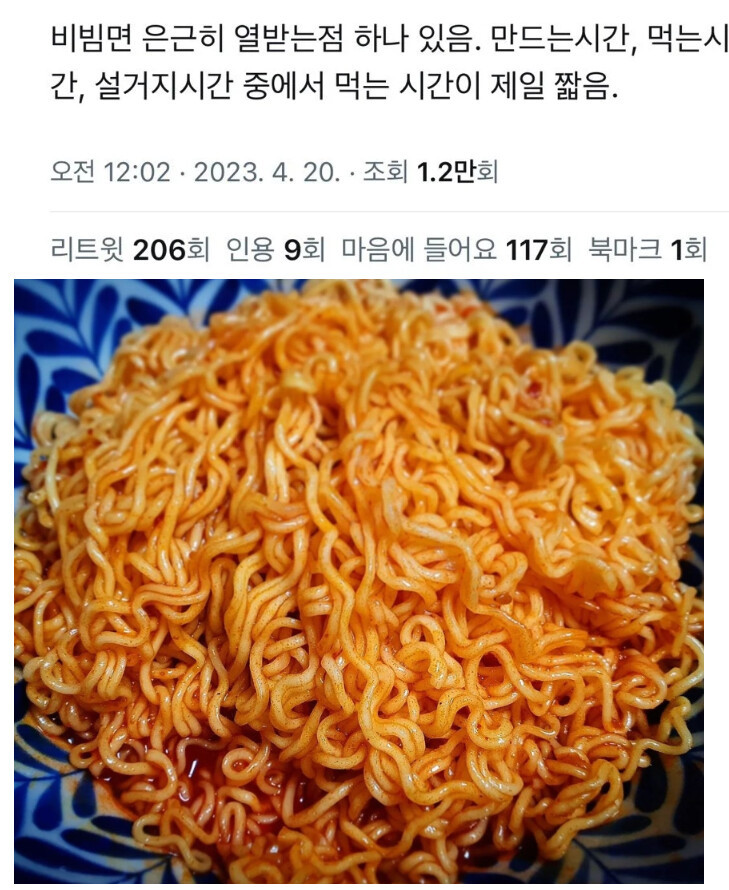 비빔면 은근히 열받는점 하나 있음. 만드는시간, 먹는시
간, 설거지시간 중에서 먹는 시간이 제일 짧음.
오전 12:02 · 2023. 4. 20. · 조회 1.2만회
리트윗 206회 인용 9회 마음에 들어요 117회 북마크 1회